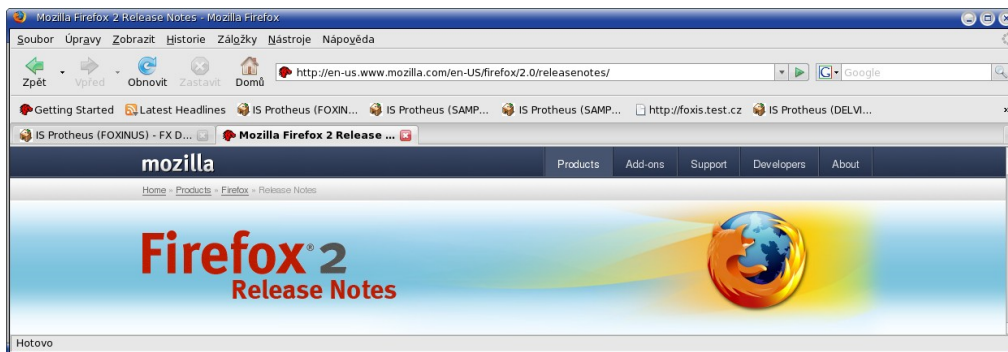 Mozilla Firefox 2 Release Notes - Mozilla Firefox
Soubor Úpravy Zobrazit Historie Záložky Nástroje Nápověda
Zpět Vpřed Obnovit Zastavit Domů http://en-us.www.mozilla.com/en-US/firefox/2.0/releasenotes/ G Google
Getting Started Latest Headlines IS Protheus (FOXIN... IS Protheus (SAMP... IS Protheus (SAMP... http://foxis.test.cz IS Protheus (DELVI... »
IS Protheus (FOXINUS) - FX D... Mozilla Firefox 2 Release ...
mozilla Products Add-ons Support Developers About
Home » Products » Firefox » Release Notes
Firefox® 2
Release Notes
Hotovo